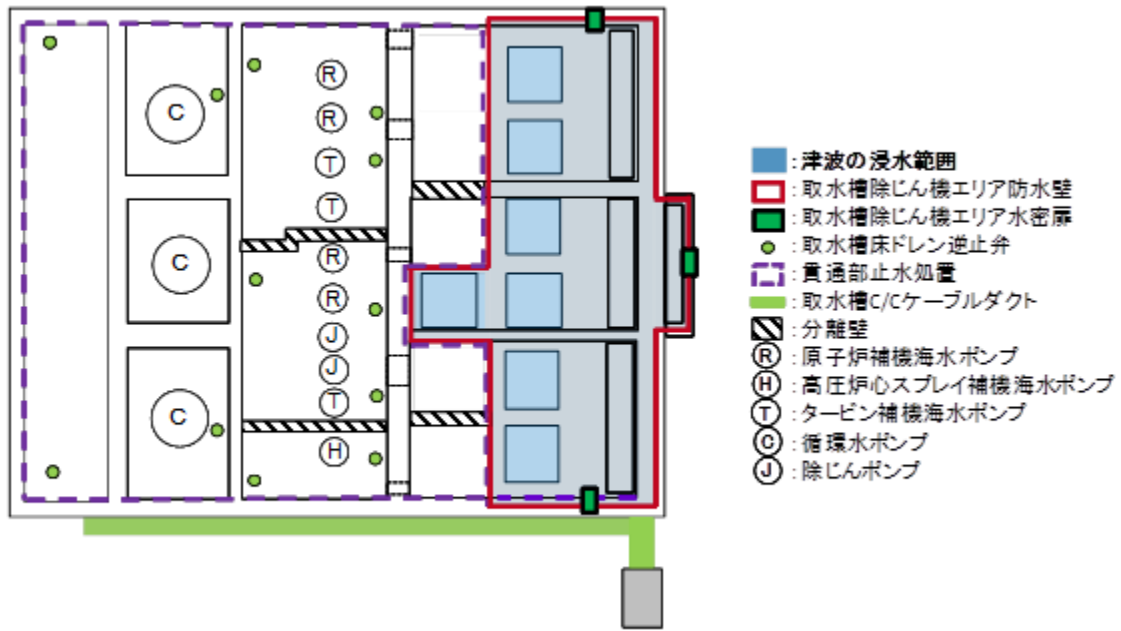 C
C
C
R
R
T
T
R
R
J
J
T
H
:津波の浸水範囲
:取水槽除じん機エリア防水壁
:取水槽除じん機エリア水密扉
:取水槽床ドレン逆止弁
:貫通部止水処置
:取水槽C/Cケーブルダクト
:分離壁
R:原子炉補機海水ポンプ
H:高圧炉心スプレイ補機海水ポンプ
T:タービン補機海水ポンプ
C:循環水ポンプ
J:除じんポンプ